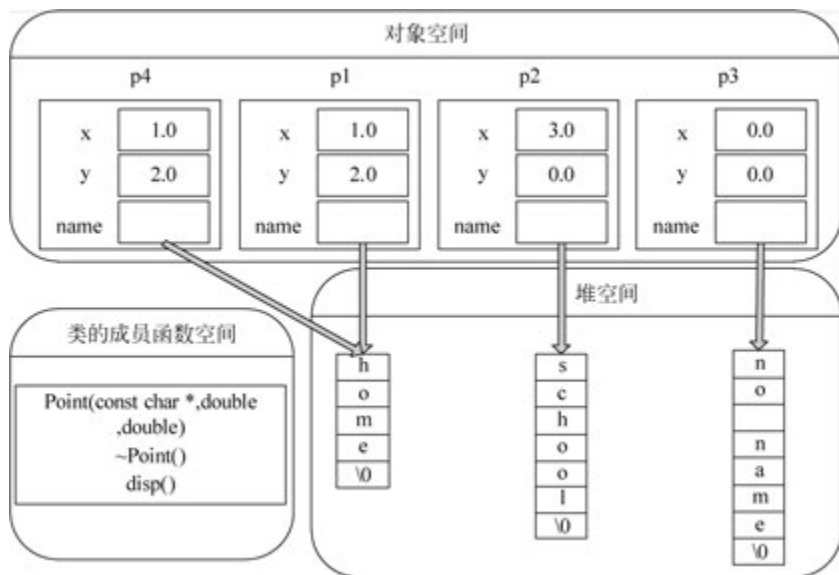 对象空间
p4 p1 p2 p3
x 1.0 x 1.0 x 3.0 x 0.0
y 2.0 y 2.0 y 0.0 y 0.0
name name name name
堆空间
类的成员函数空间
Point(const char *,double
,double)
~Point()
disp()
h
o
m
e
\0
s
c
h
o
o
l
\0
n
o
n
a
m
e
\0